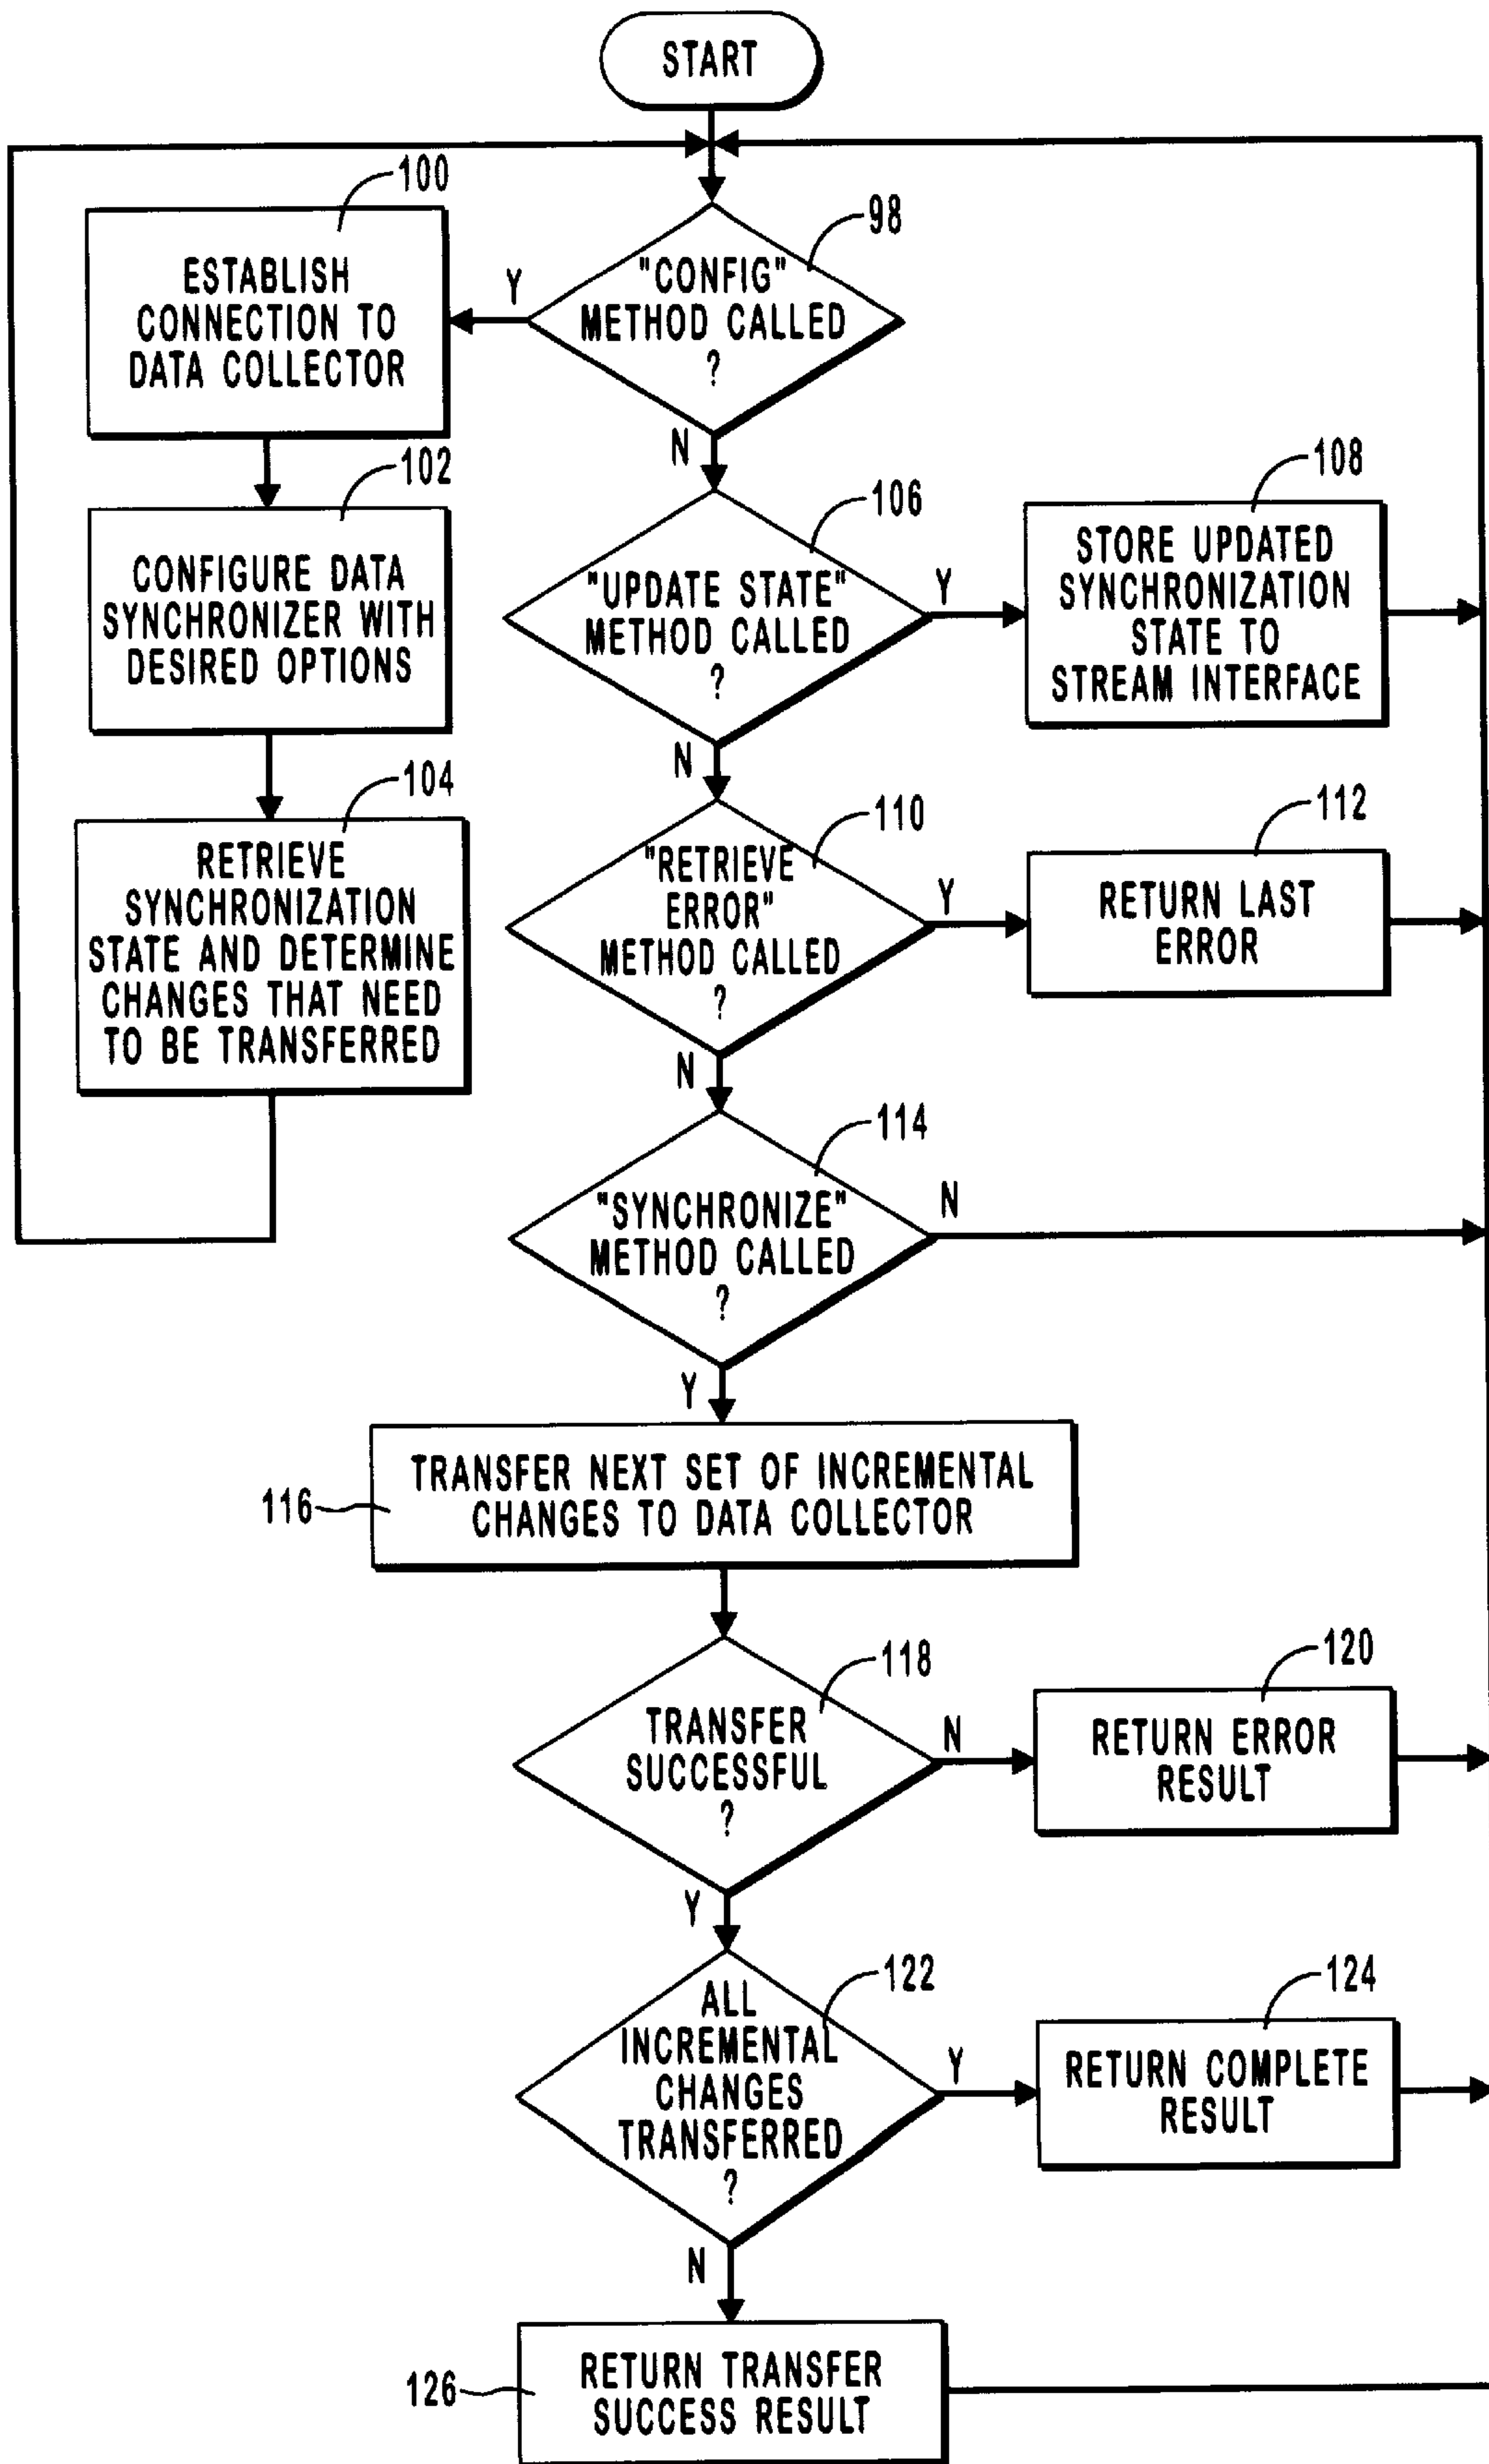 START
100
ESTABLISH
CONNECTION TO
DATA COLLECTOR
98
"CONFIG"
METHOD CALLED
?
Y
N
102
CONFIGURE DATA
SYNCHRONIZER WITH
DESIRED OPTIONS
106
"UPDATE STATE"
METHOD CALLED
?
Y
N
108
STORE UPDATED
SYNCHRONIZATION
STATE TO
STREAM INTERFACE
104
RETRIEVE
SYNCHRONIZATION
STATE AND DETERMINE
CHANGES THAT NEED
TO BE TRANSFERRED
110
"RETRIEVE
ERROR"
METHOD CALLED
?
Y
N
112
RETURN LAST
ERROR
114
"SYNCHRONIZE"
METHOD CALLED
?
N
Y
116
TRANSFER NEXT SET OF INCREMENTAL
CHANGES TO DATA COLLECTOR
118
TRANSFER
SUCCESSFUL
?
N
Y
120
RETURN ERROR
RESULT
122
ALL
INCREMENTAL
CHANGES
TRANSFERRED
?
Y
N
124
RETURN COMPLETE
RESULT
126
RETURN TRANSFER
SUCCESS RESULT